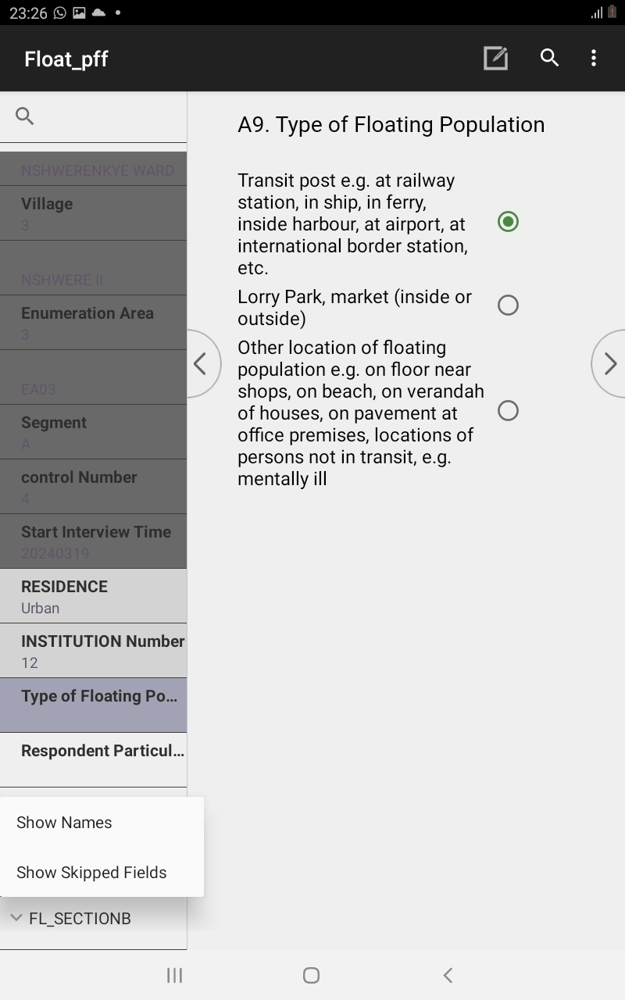 23:26
Float_pff
A9. Type of Floating Population
NSHWERENKYE WARD
Village
3
NSHWERE II
Enumeration Area
3
EA03
Segment
A
control Number
4
Start Interview Time
20240319
RESIDENCE
Urban
INSTITUTION Number
12
Type of Floating Po...
Respondent Particul...
Show Names
Show Skipped Fields
FL_SECTIONB
Transit post e.g. at railway
station, in ship, in ferry,
inside harbour, at airport, at
international border station,
etc.
Lorry Park, market (inside or
outside)
Other location of floating
population e.g. on floor near
shops, on beach, on verandah
of houses, on pavement at
office premises, locations of
persons not in transit, e.g.
mentally ill